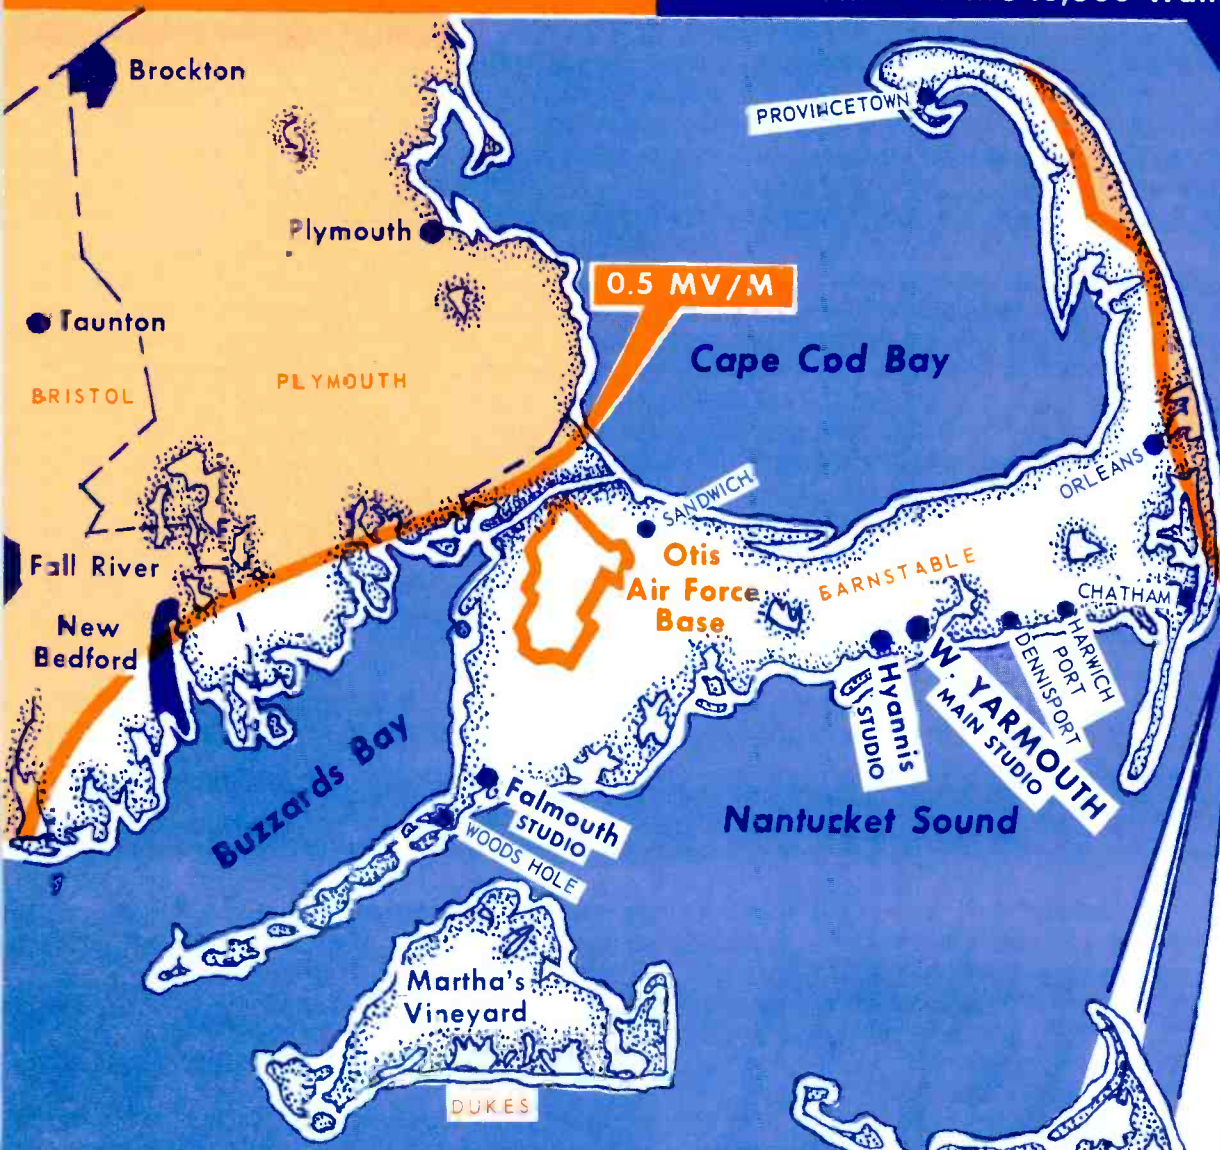 Brockton
PROVINCETOWN
Plymouth
0.5 MV/M
Taunton
Cape Cod Bay
BRISTOL
PLYMOUTH
ORLEANS
SANDWICH
Otis
Air Force
Base
BARNSTABLE
Fall River
CHATHAM
New
Bedford
HARWICH
PORT
DENNISPORT
W. YARMOUTH
MAIN STUDIO
Hyannis
STUDIO
Buzzards Bay
Falmouth
STUDIO
WOODS HOLE
Nantucket Sound
Martha's
Vineyard
DUKES